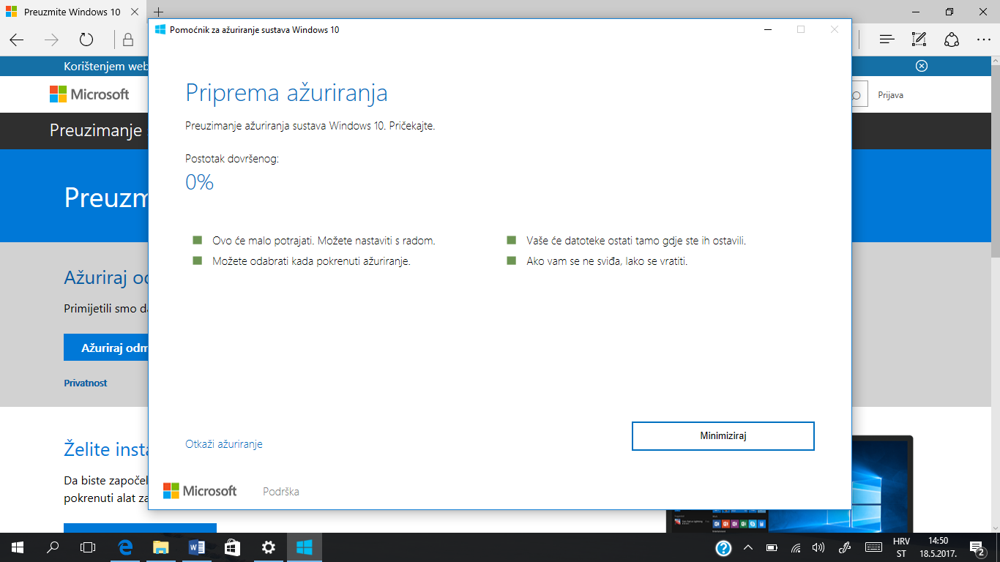 Preuzmite Windows 10
Pomoćnik za ažuriranje sustava Windows 10
Korištenjem web
Microsoft
Prijava
Preuzimanje
Preuzm
Priprema ažuriranja
Preuzimanje ažuriranja sustava Windows 10. Pričekajte.
Postotak dovršenog:
0%
Ovo će malo potrajati. Možete nastaviti s radom.
Vaše će datoteke ostati tamo gdje ste ih ostavili.
Možete odabrati kada pokrenuti ažuriranje.
Ako vam se ne sviđa, lako se vratiti.
Ažuriraj od
Primijetili smo da
Ažuriraj odm
Privatnost
Želite insta
Da biste započel
pokrenuti alat za
Otkaži ažuriranje
Minimiziraj
Microsoft
Podrška
HRV
ST
14:50
18.5.2017.
2